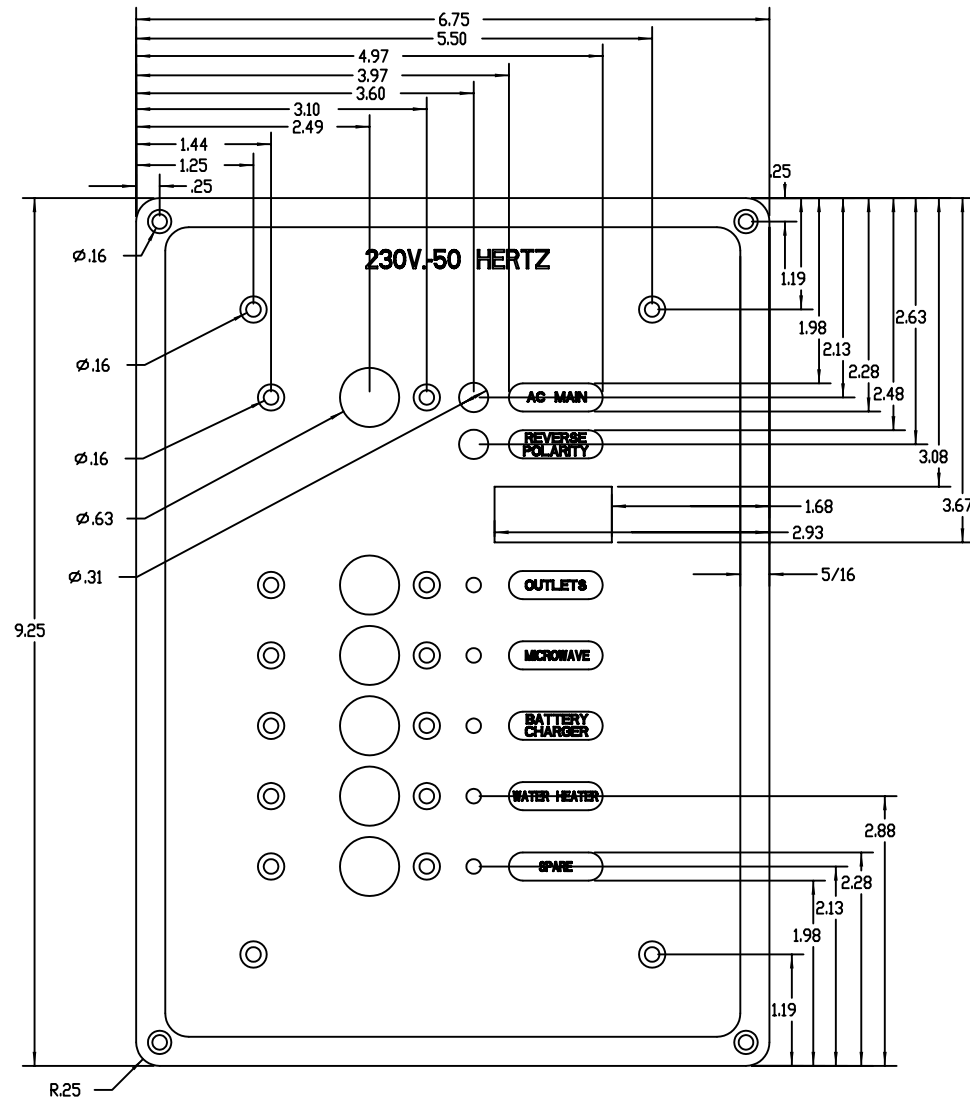 6.75
5.50
4.97
3.97
3.60
3.10
2.49
1.44
1.25
.25
.25
Ø.16
230V.-50 HERTZ
1.19
2.63
1.98
2.13
2.28
2.48
Ø.16
AC MAIN
REVERSE
POLARITY
Ø.16
3.08
1.68
3.67
Ø.63
2.93
Ø.31
OUTLETS
5/16
9.25
MICROWAVE
BATTERY
CHARGER
WATER HEATER
2.88
SPARE
2.28
2.13
1.98
1.19
R.25